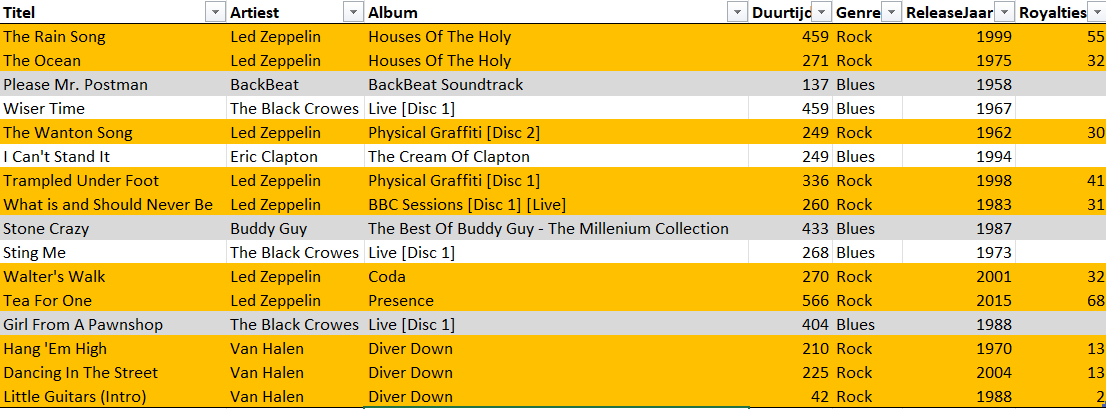 Titel Artiest Album Duurtijd Genre ReleaseJaar Royalties
The Rain Song Led Zeppelin Houses Of The Holy 459 Rock 1999 55
The Ocean Led Zeppelin Houses Of The Holy 271 Rock 1975 32
Please Mr. Postman BackBeat BackBeat Soundtrack 137 Blues 1958
Wiser Time The Black Crowes Live [Disc 1] 459 Blues 1967
The Wanton Song Led Zeppelin Physical Graffiti [Disc 2] 249 Rock 1962 30
I Can't Stand It Eric Clapton The Cream Of Clapton 249 Blues 1994
Trampled Under Foot Led Zeppelin Physical Graffiti [Disc 1] 336 Rock 1998 41
What is and Should Never Be Led Zeppelin BBC Sessions [Disc 1] [Live] 260 Rock 1983 31
Stone Crazy Buddy Guy The Best Of Buddy Guy - The Millenium Collection 433 Blues 1987
Sting Me The Black Crowes Live [Disc 1] 268 Blues 1973
Walter's Walk Led Zeppelin Coda 270 Rock 2001 32
Tea For One Led Zeppelin Presence 566 Rock 2015 68
Girl From A Pawnshop The Black Crowes Live [Disc 1] 404 Blues 1988
Hang 'Em High Van Halen Diver Down 210 Rock 1970 13
Dancing In The Street Van Halen Diver Down 225 Rock 2004 13
Little Guitars (Intro) Van Halen Diver Down 42 Rock 1988 2